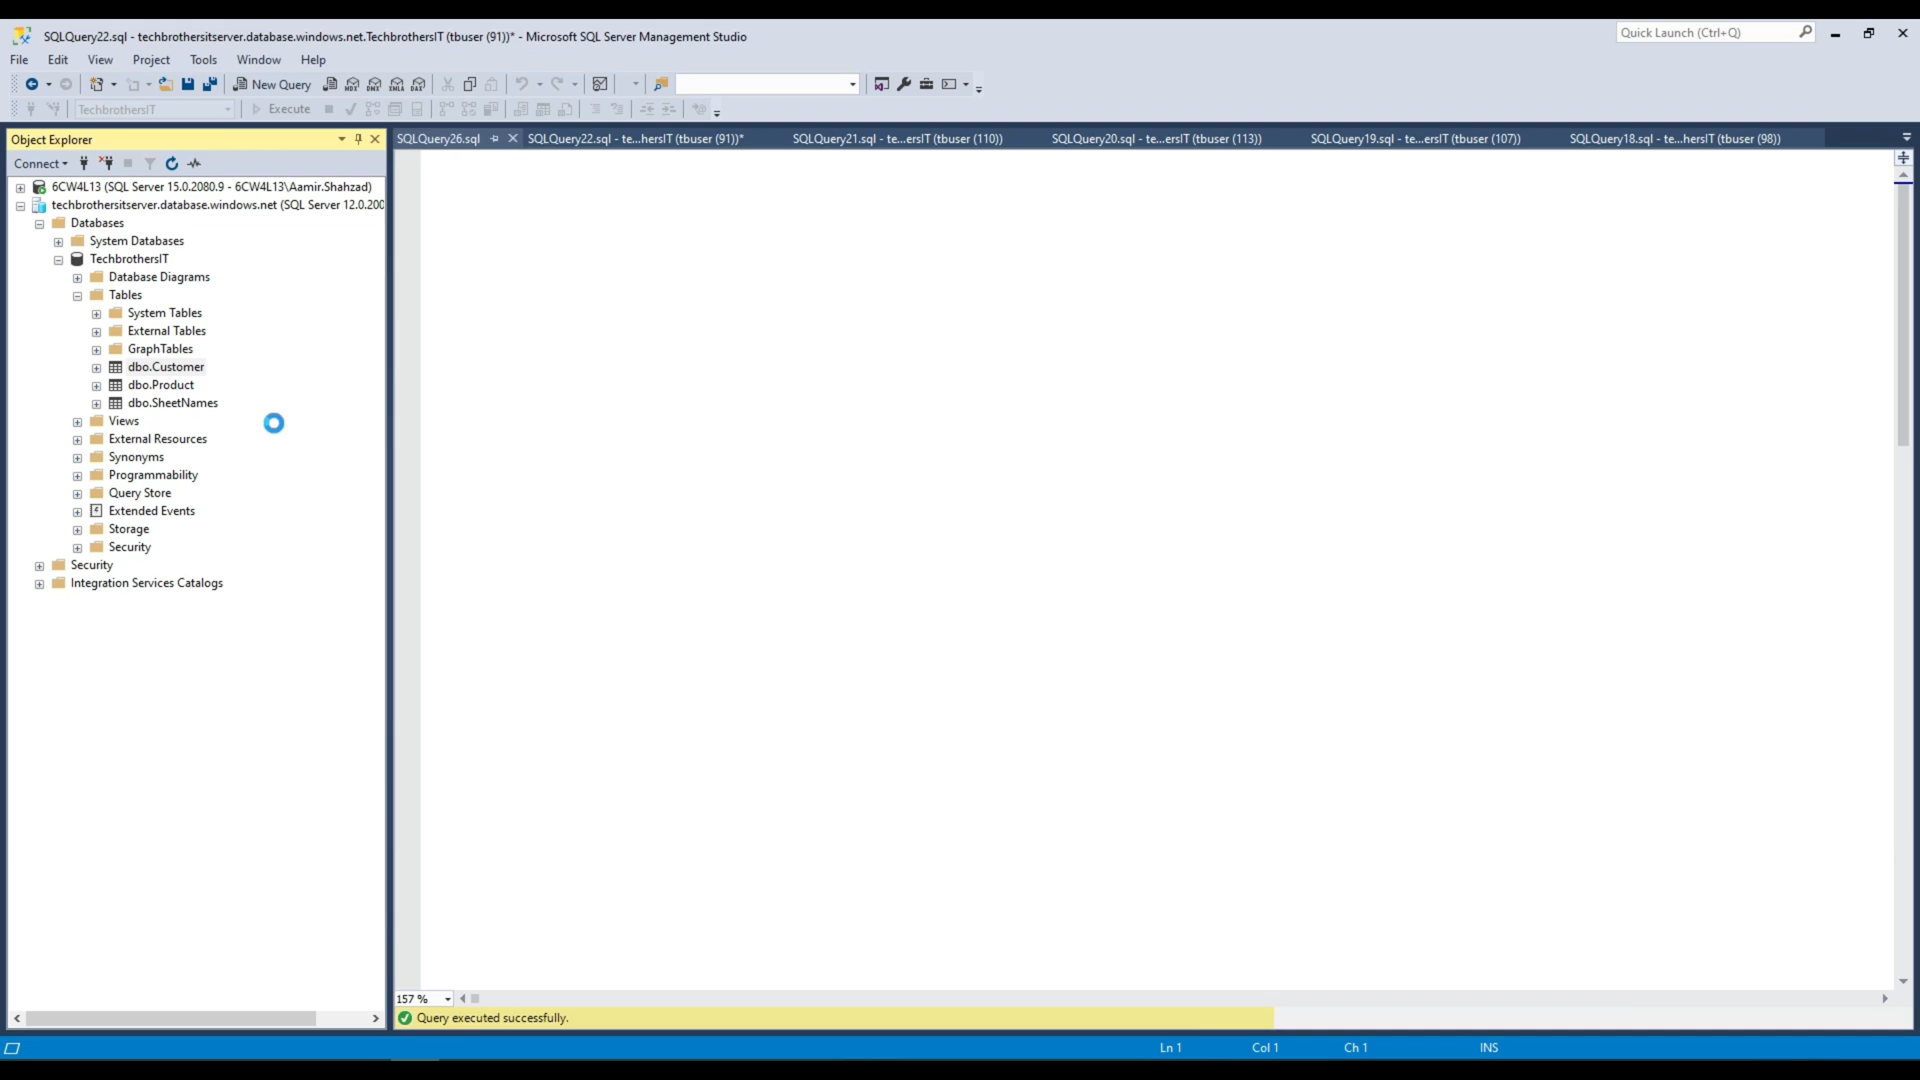 SQLQuery22.sql - techbrothersitserver.database.windows.net.TechbrothersIT (tbuser (91))* - Microsoft SQL Server Management Studio
Quick Launch (Ctrl+Q)
File Edit View Project Tools Window Help
New Query MDX DMX XMLA DAX
TechbrothersIT Execute
Object Explorer
SQLQuery26.sql SQLQuery22.sql - te...hersIT (tbuser (91))* SQLQuery21.sql - te...ersIT (tbuser (110)) SQLQuery20.sql - te...ersIT (tbuser (113)) SQLQuery19.sql - te...ersIT (tbuser (107)) SQLQuery18.sql - te...hersIT (tbuser (98))
Connect
6CW4L13 (SQL Server 15.0.2080.9 - 6CW4L13\Aamir.Shahzad)
techbrothersitserver.database.windows.net (SQL Server 12.0.200
Databases
System Databases
TechbrothersIT
Database Diagrams
Tables
System Tables
External Tables
GraphTables
dbo.Customer
dbo.Product
dbo.SheetNames
Views
External Resources
Synonyms
Programmability
Query Store
Extended Events
Storage
Security
Security
Integration Services Catalogs
157 %
Query executed successfully.
Ln 1 Col 1 Ch 1 INS